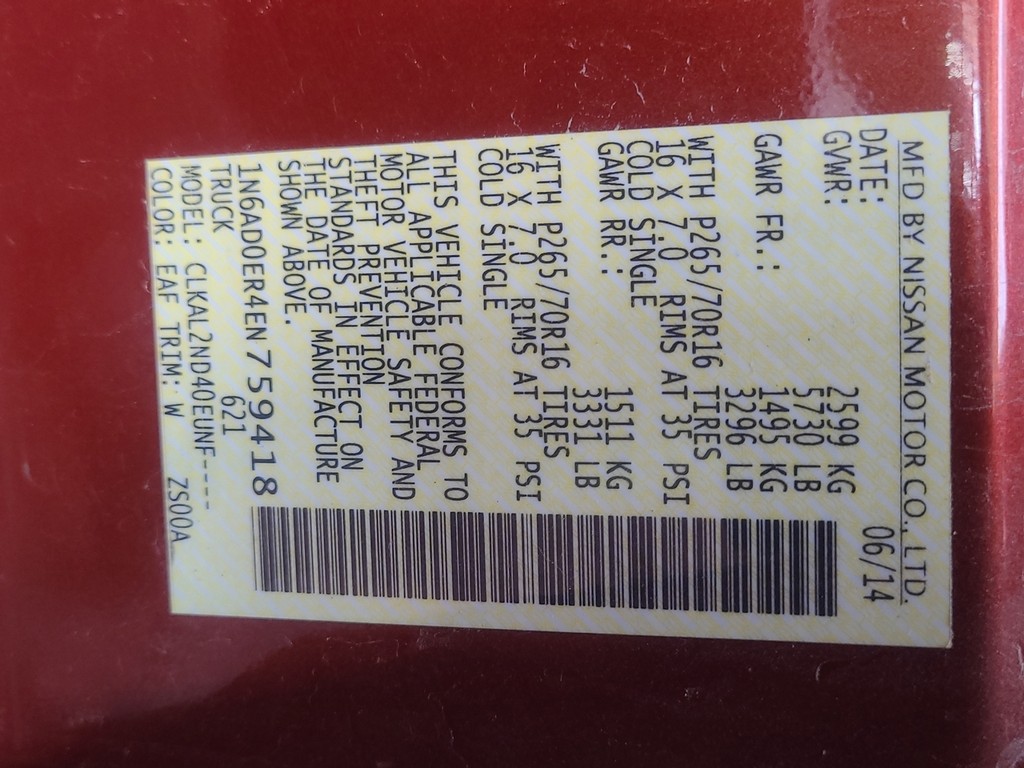 MFD BY NISSAN MOTOR CO., LTD.
DATE: 06/14
GVWR: 2599 KG
5730 LB
GAWR FR.: 1495 KG
3296 LB
WITH P265/70R16 TIRES
16 X 7.0 RIMS AT 35 PSI
COLD SINGLE
GAWR RR.: 1511 KG
3331 LB
WITH P265/70R16 TIRES
16 X 7.0 RIMS AT 35 PSI
COLD SINGLE
THIS VEHICLE CONFORMS TO
ALL APPLICABLE FEDERAL
MOTOR VEHICLE SAFETY AND
THEFT PREVENTION
STANDARDS IN EFFECT ON
THE DATE OF MANUFACTURE
SHOWN ABOVE.
1N6AD0ER4EN759418
TRUCK 621
MODEL: CLKAL2ND40EUNF----
COLOR: EAF TRIM: W ZS00A